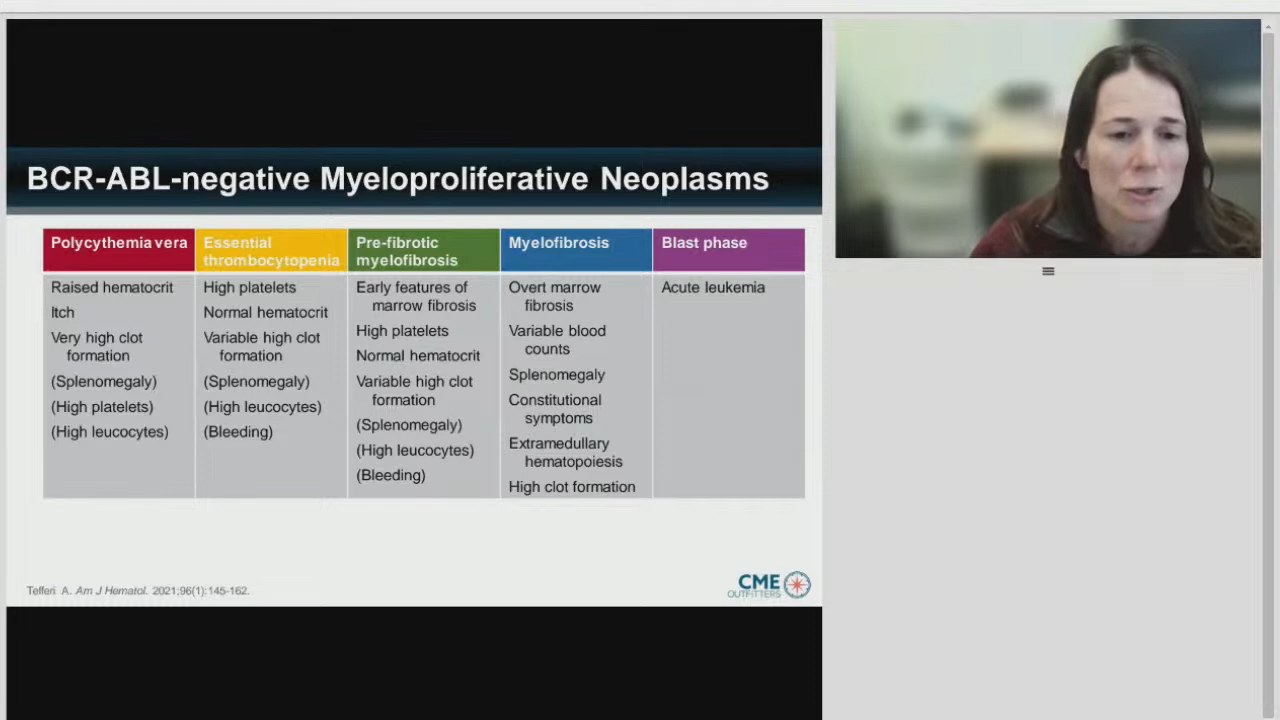 BCR-ABL-negative Myeloproliferative Neoplasms
Polycythemia vera
Raised hematocrit
Itch
Very high clot
formation
(Splenomegaly)
(High platelets)
(High leucocytes)
Essential
thrombocytopenia
High platelets
Normal hematocrit
Variable high clot
formation
(Splenomegaly)
(High leucocytes)
(Bleeding)
Pre-fibrotic
myelofibrosis
Early features of
marrow fibrosis
High platelets
Normal hematocrit
Variable high clot
formation
(Splenomegaly)
(High leucocytes)
(Bleeding)
Myelofibrosis
Overt marrow
fibrosis
Variable blood
counts
Splenomegaly
Constitutional
symptoms
Extramedullary
hematopoiesis
High clot formation
Blast phase
Acute leukemia
Tefferi. A. Am J Hematol. 2021;96(1):145-162.
CME
OUTFITTERS